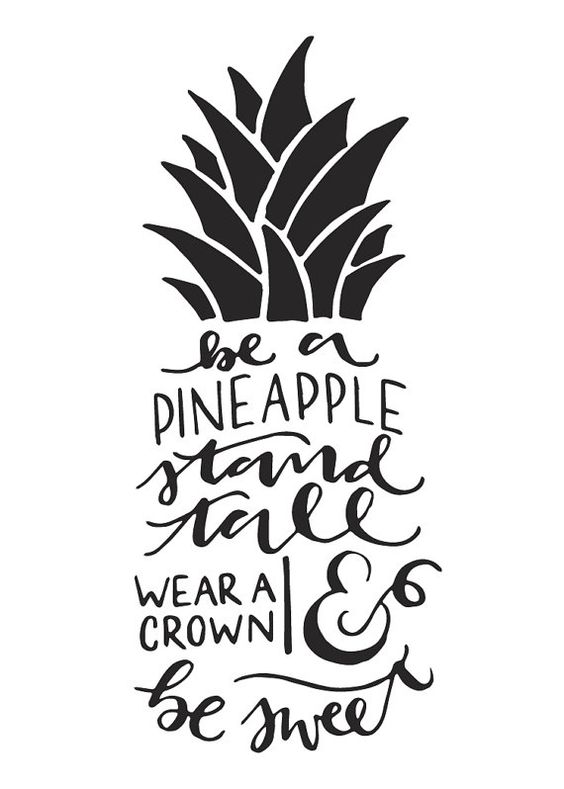 be a
PINEAPPLE
stand
tall
WEAR A
CROWN
&
be sweet